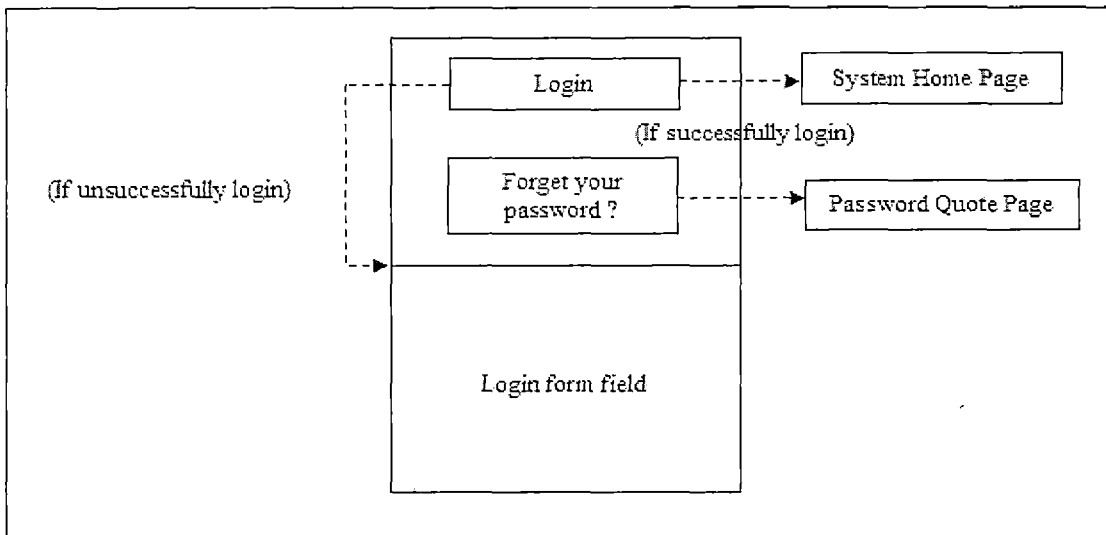 Login
System Home Page
(If successfully login)
(If unsuccessfully login)
Forget your
password ?
Password Quote Page
Login form field